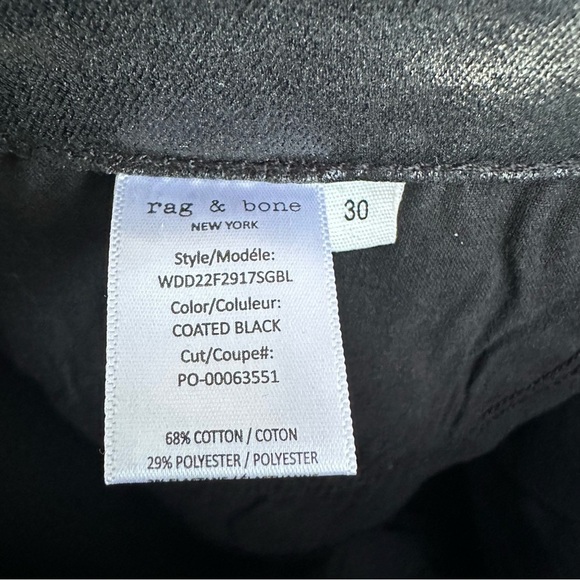 rag & bone
NEW YORK
30
Style/Modéle:
WDD22F2917SGBL
Color/Coluleur:
COATED BLACK
Cut/Coupe#:
PO-00063551
68% COTTON / COTON
29% POLYESTER / POLYESTER